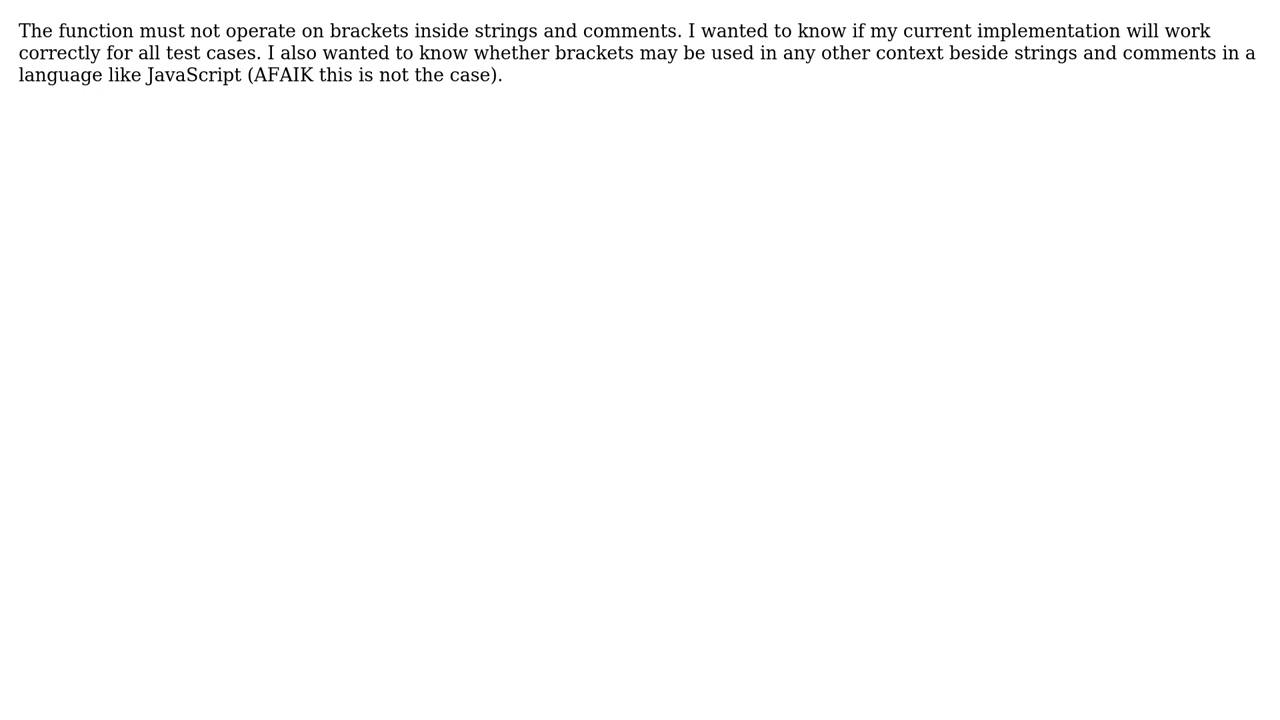 The function must not operate on brackets inside strings and comments. I wanted to know if my current implementation will work
correctly for all test cases. I also wanted to know whether brackets may be used in any other context beside strings and comments in a
language like JavaScript (AFAIK this is not the case).